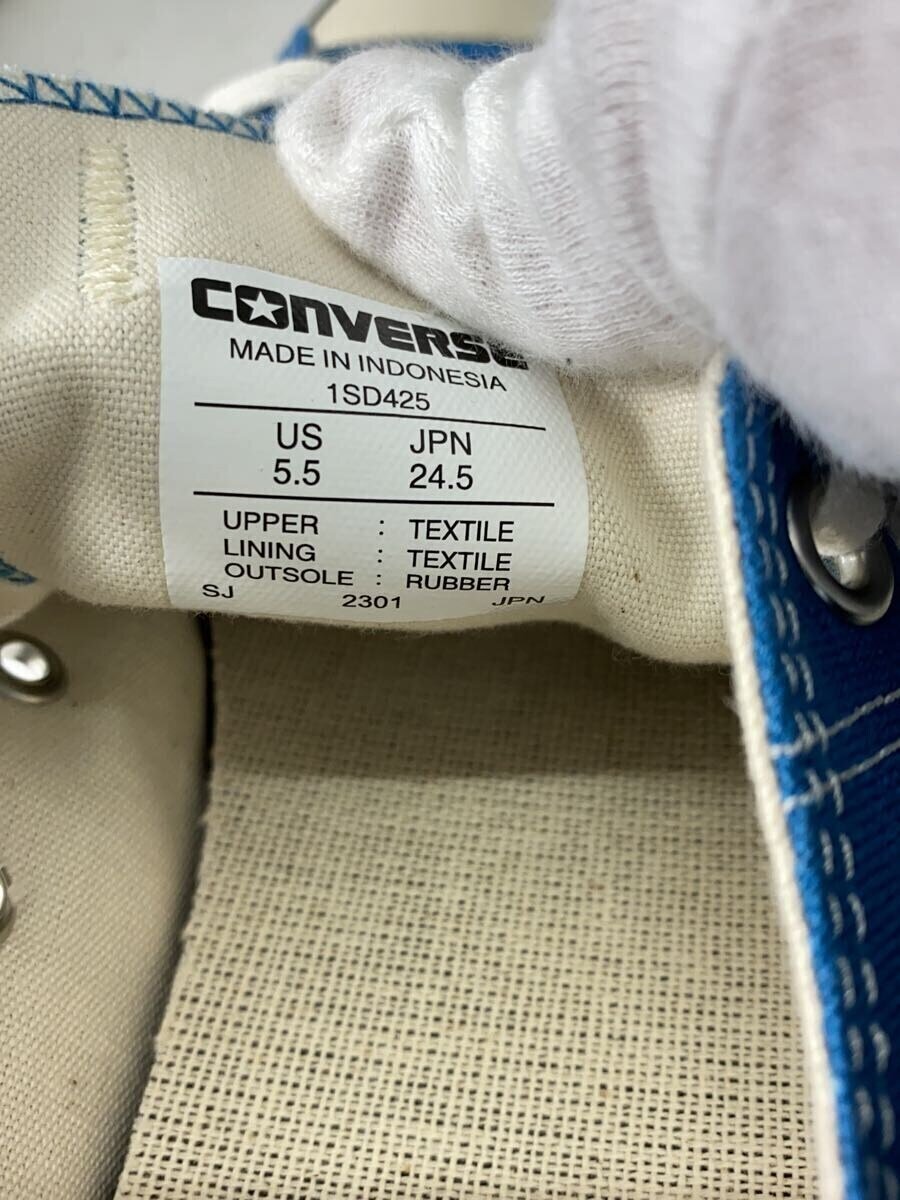 CONVERSE
MADE IN INDONESIA
1SD425
US JPN
5.5 24.5
UPPER : TEXTILE
LINING : TEXTILE
OUTSOLE : RUBBER
SJ 2301 JPN